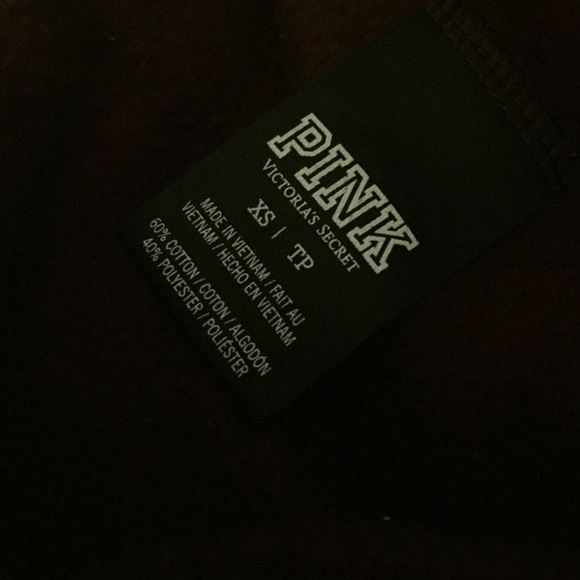 PINK
VICTORIA'S SECRET
XS | TP
MADE IN VIETNAM / FAIT AU
VIETNAM / HECHO EN VIETNAM
60% COTTON / COTON / ALGODÓN
40% POLYESTER / POLIÉSTER